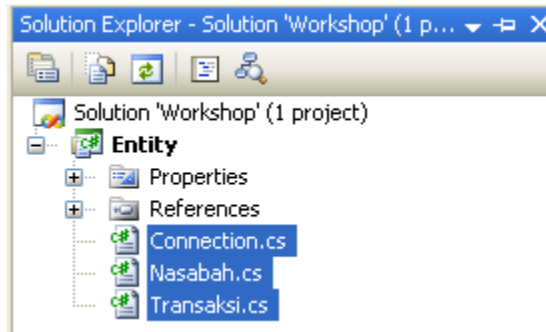 Solution Explorer - Solution 'Workshop' (1 p...
Solution 'Workshop' (1 project)
Entity
Properties
References
Connection.cs
Nasabah.cs
Transaksi.cs